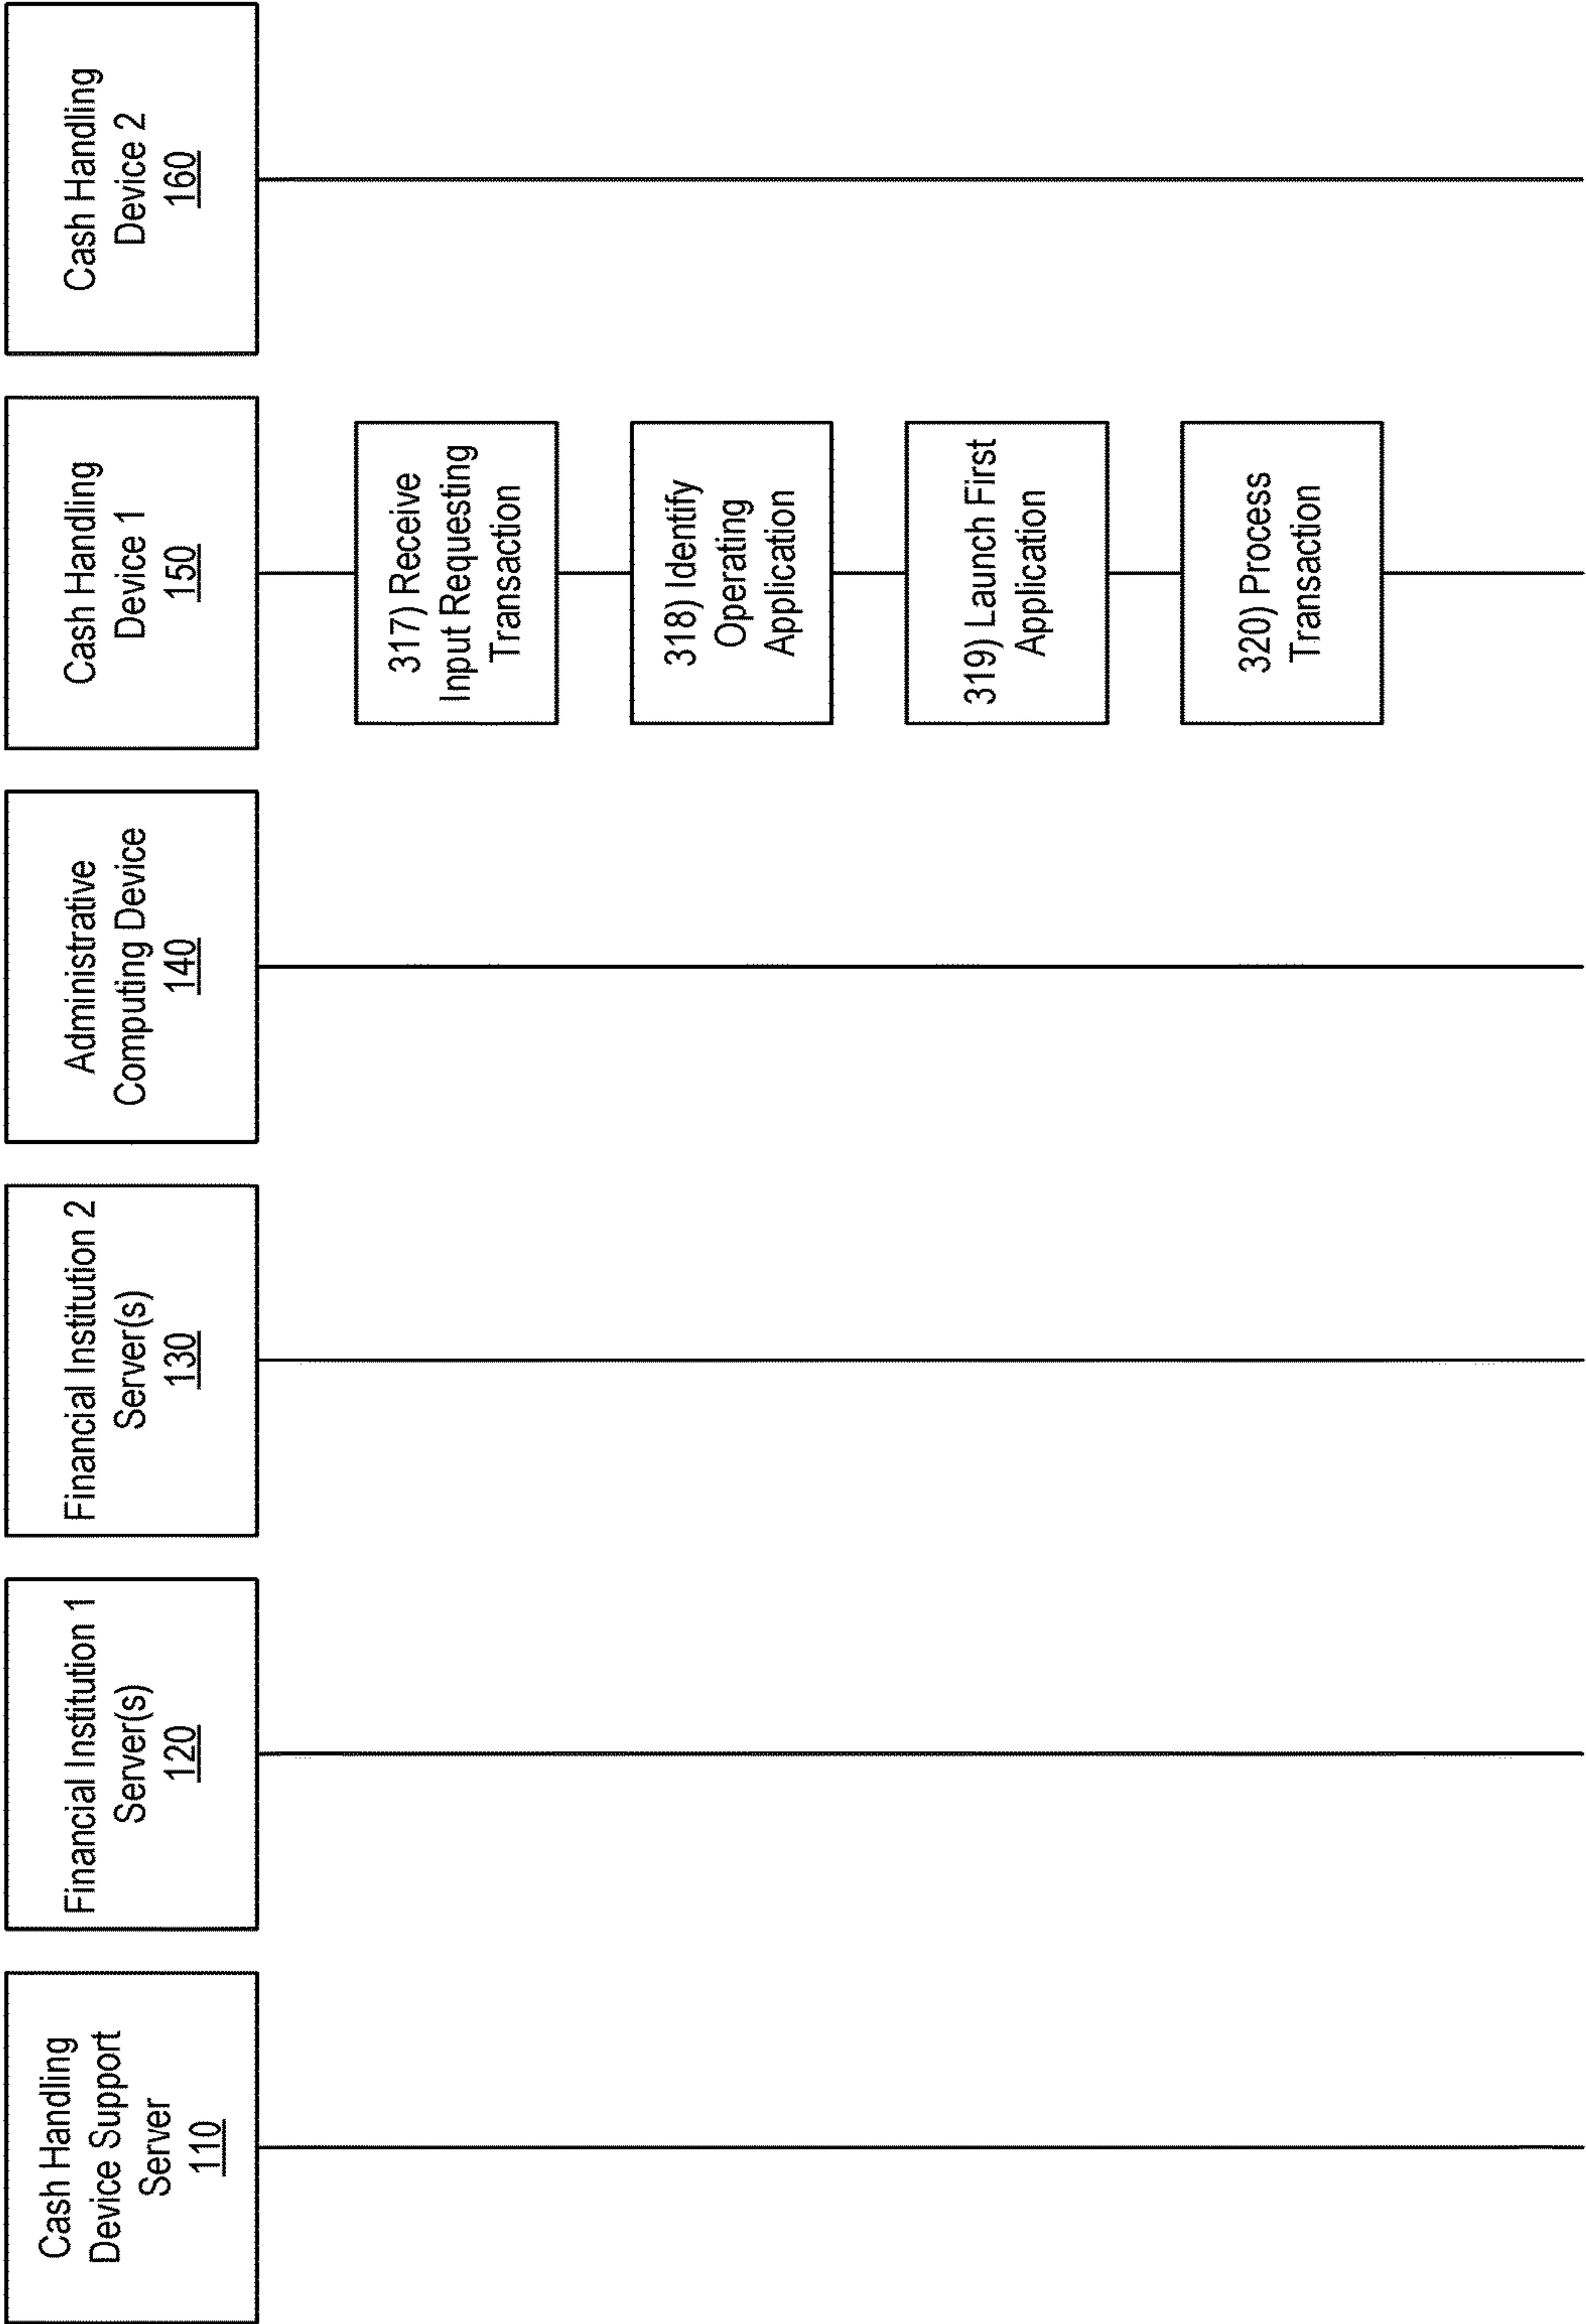 Cash Handling
Device Support
Server
110
Financial Institution 1
Server(s)
120
Financial Institution 2
Server(s)
130
Administrative
Computing Device
140
Cash Handling
Device 1
150
Cash Handling
Device 2
160
317) Receive
Input Requesting
Transaction
318) Identify
Operating
Application
319) Launch First
Application
320) Process
Transaction